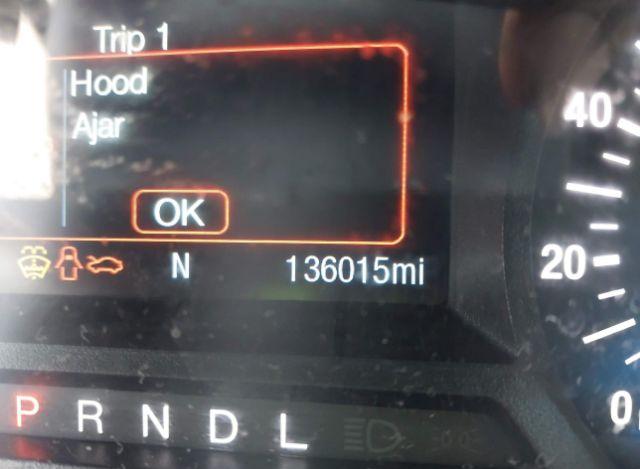 Trip 1
Hood
Ajar
OK
N 136015mi
40
20
0
P R N D L